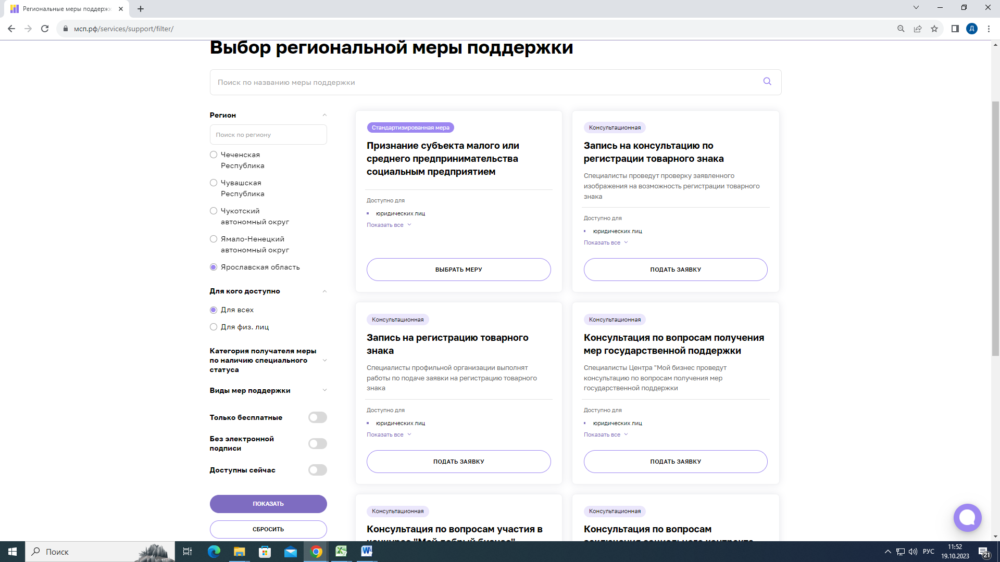 Региональные меры поддержк
мсп.рф/services/support/filter/
Д
Выбор региональной меры поддержки
Поиск по названию меры поддержки
Регион
Поиск по региону
Чеченская
Республика
Чувашская
Республика
Чукотский
автономный округ
Ямало-Ненецкий
автономный округ
Ярославская область
Для кого доступно
Для всех
Для физ. лиц
Категория получателя меры
по наличию специального
статуса
Виды мер поддержки
Только бесплатные
Без электронной
подписи
Доступны сейчас
ПОКАЗАТЬ
СБРОСИТЬ
Стандартизированная мера
Признание субъекта малого или
среднего предпринимательства
социальным предприятием
Доступно для
юридических лиц
Показать все
ВЫБРАТЬ МЕРУ
Консультационная
Запись на консультацию по
регистрации товарного знака
Специалисты проведут проверку заявленного
изображения на возможность регистрации товарного
знака
Доступно для
юридических лиц
Показать все
ПОДАТЬ ЗАЯВКУ
Консультационная
Запись на регистрацию товарного
знака
Специалисты профильной организации выполнят
работы по подаче заявки на регистрацию товарного
знака
Доступно для
юридических лиц
Показать все
ПОДАТЬ ЗАЯВКУ
Консультационная
Консультация по вопросам получения
мер государственной поддержки
Специалисты Центра "Мой бизнес проведут
консультацию по вопросам получения мер
государственной поддержки
Доступно для
юридических лиц
Показать все
ПОДАТЬ ЗАЯВКУ
Консультационная
Консультация по вопросам участия в
конкурсе "Мой добрый бизнес"
Консультационная
Консультация по вопросам
заключения социального контракта
Поиск
РУС
11:52
19.10.2023
21